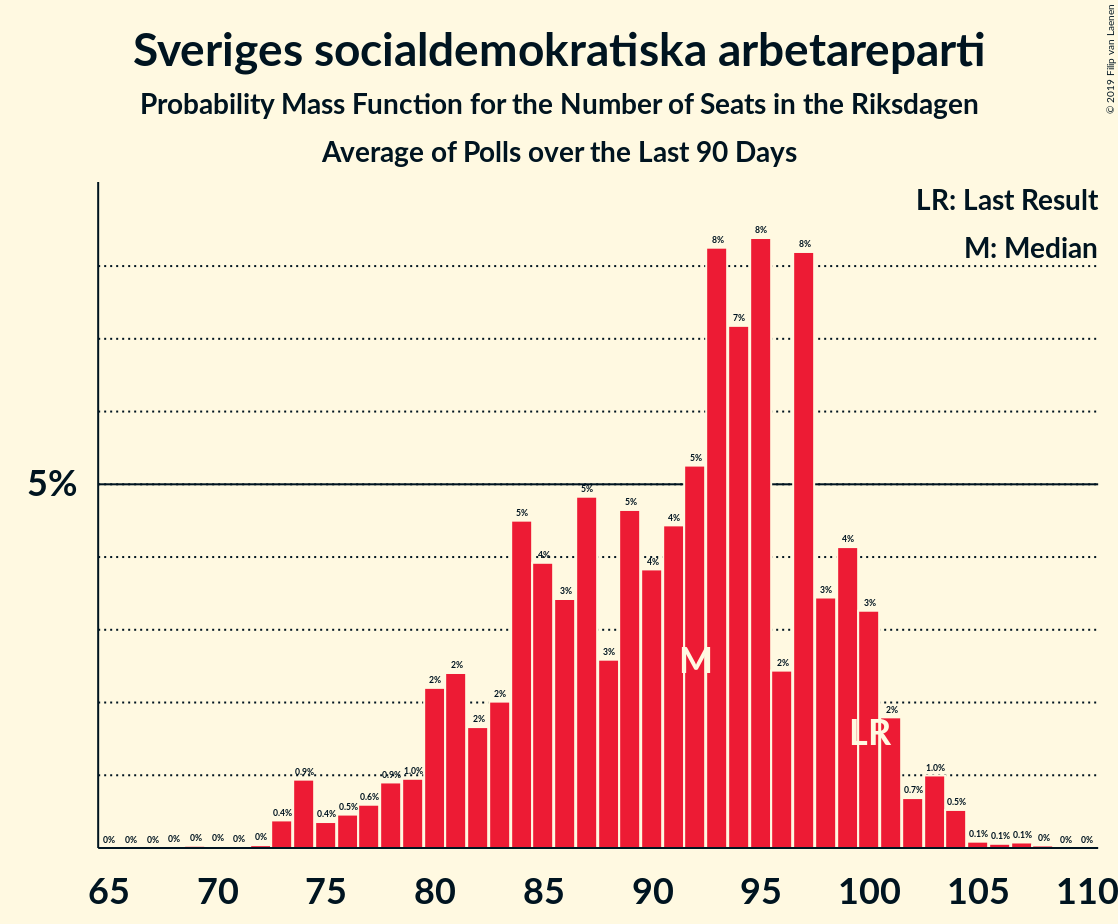 Sveriges socialdemokratiska arbetareparti
Probability Mass Function for the Number of Seats in the Riksdagen
Average of Polls over the Last 90 Days
© 2019 Filip van Laenen
LR: Last Result
M: Median
5%
0% 0% 0% 0% 0% 0% 0% 0% 0.4% 0.9% 0.4% 0.5% 0.6% 0.9% 1.0% 2% 2% 2% 2% 5% 4% 3% 5% 3% 5% 4% 4% 5% 8% 7% 8% 2% 8% 3% 4% 3% 2% 0.7% 1.0% 0.5% 0.1% 0.1% 0.1% 0% 0% 0%
M
LR
65 70 75 80 85 90 95 100 105 110